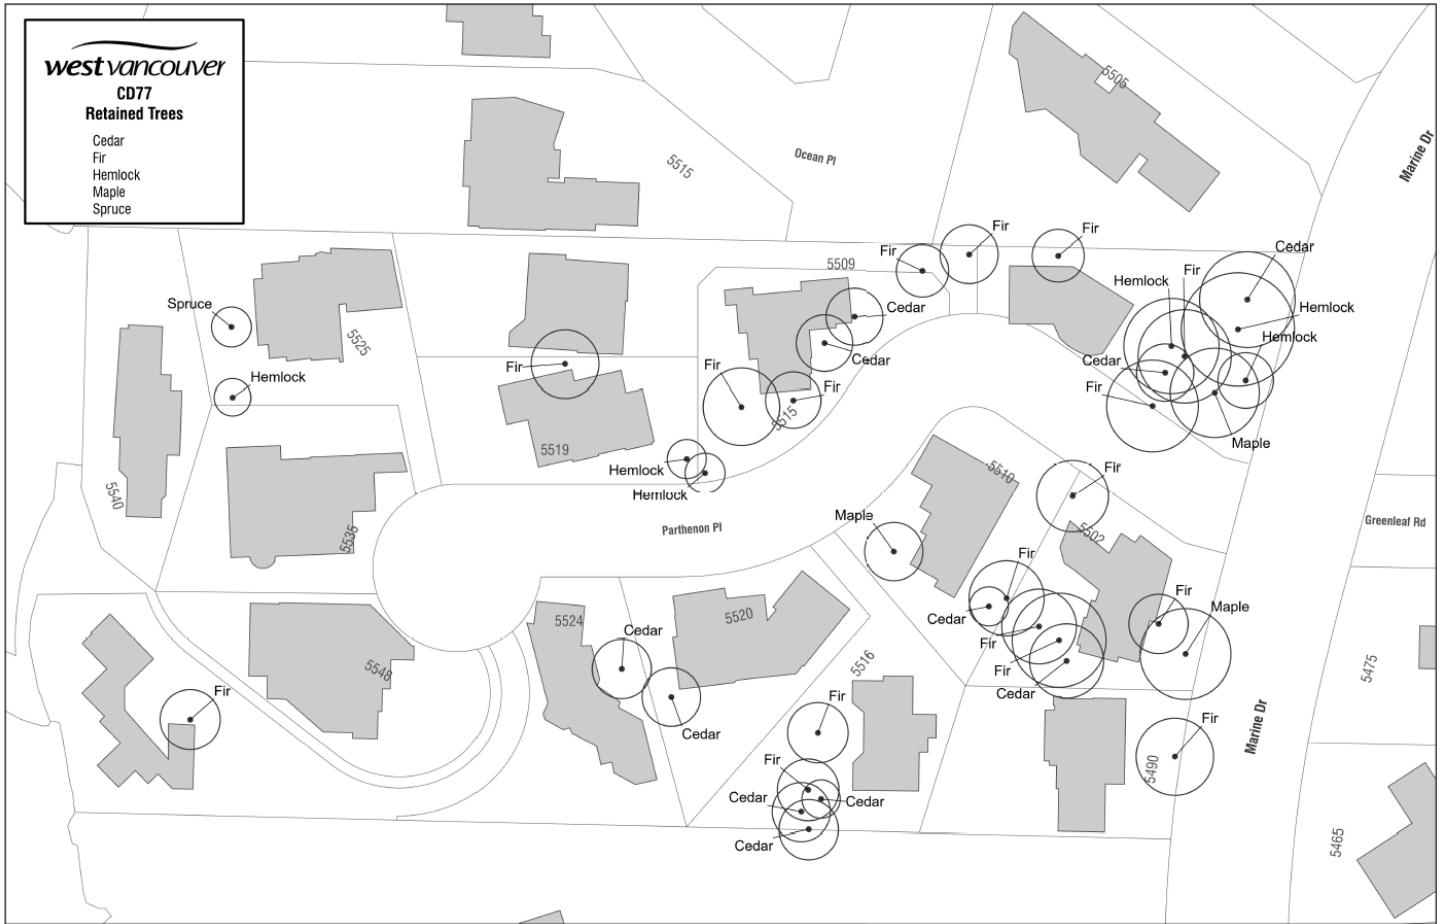 west vancouver
CD77
Retained Trees
Cedar
Fir
Hemlock
Maple
Spruce
5505
Marine Dr
Ocean Pl
5515
Fir
Fir
Fir
Cedar
5509
Fir
Hemlock
Spruce
Cedar
Hemlock
5525
Hemlock
Cedar
Cedar
Fir
Fir
Hemlock
Fir
Fir
5515
Maple
5519
Hemlock
Fir
5510
Hemlock
5540
Maple
Greenleaf Rd
Parthenon Pl
5502
5535
Fir
Fir
Maple
5524
5520
Cedar
Cedar
Fir
5516
5548
Fir
5475
Fir
Cedar
Fir
Fir
Marine Dr
Cedar
Fir
5490
Cedar
Cedar
5465
Cedar